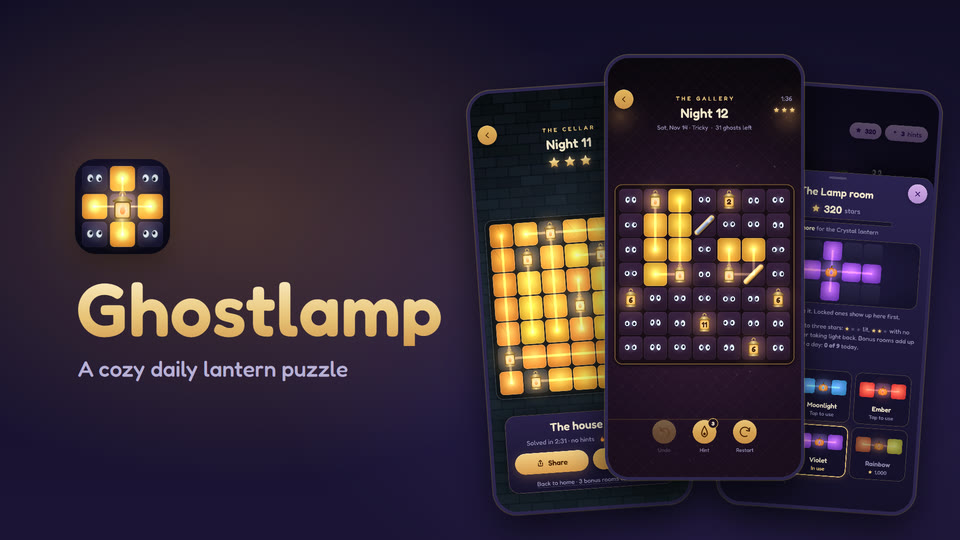 Ghostlamp
A cozy daily lantern puzzle
THE CELLAR
Night 11
The house
Solved in 2:31 · no hints
Share
Back to home · 3 bonus rooms
THE GALLERY
Night 12
Sat, Nov 14 · Tricky · 31 ghosts left
1:36
2
6
6
11
6
Undo
3
Hint
Restart
320
3 hints
The Lamp room
320 stars
for the Crystal lantern
it. Locked ones show up here first,
to three stars:
lit,
with no
taking light back. Bonus rooms add up
a day: 0 of 9 today.
Moonlight
Tap to use
Ember
Tap to use
Violet
In use
Rainbow
1,000